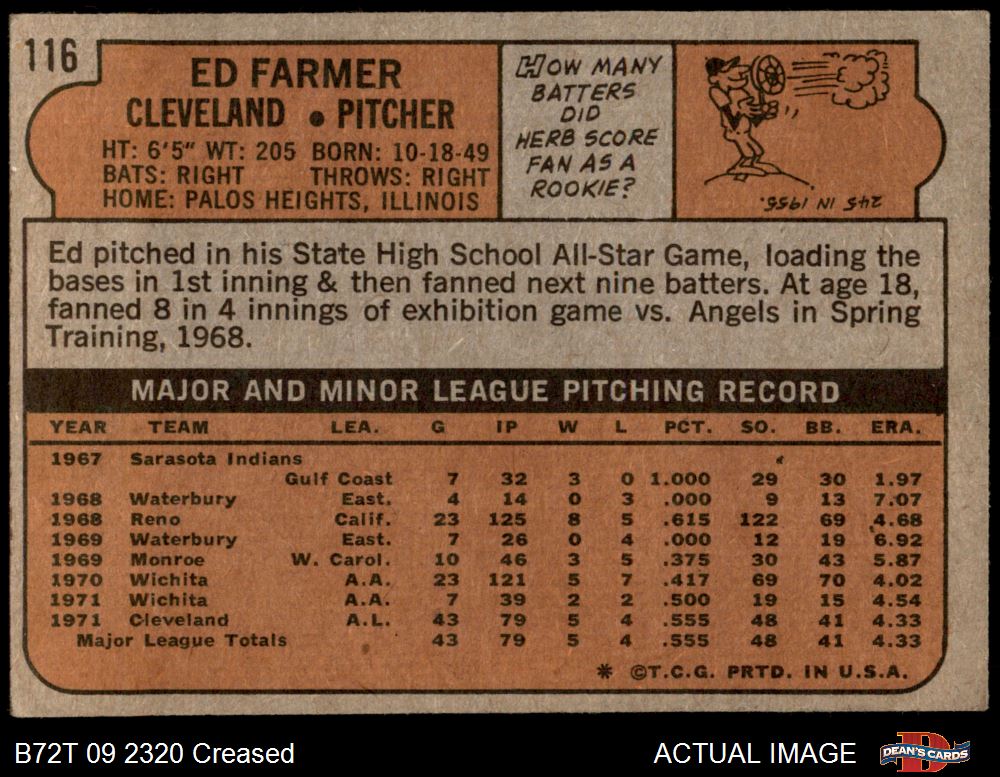 116
ED FARMER
CLEVELAND • PITCHER
HT: 6'5" WT: 205 BORN: 10-18-49
BATS: RIGHT THROWS: RIGHT
HOME: PALOS HEIGHTS, ILLINOIS
HOW MANY
BATTERS
DID
HERB SCORE
FAN AS A
ROOKIE?
245 IN 1955.
Ed pitched in his State High School All-Star Game, loading the
bases in 1st inning & then fanned next nine batters. At age 18,
fanned 8 in 4 innings of exhibition game vs. Angels in Spring
Training, 1968.
MAJOR AND MINOR LEAGUE PITCHING RECORD
YEAR TEAM LEA. G IP W L PCT. SO. BB. ERA.
1967 Sarasota Indians
Gulf Coast 7 32 3 0 1.000 29 30 1.97
1968 Waterbury East. 4 14 0 3 .000 9 13 7.07
1968 Reno Calif. 23 125 8 5 .615 122 69 4.68
1969 Waterbury East. 7 26 0 4 .000 12 19 6.92
1969 Monroe W. Carol. 10 46 3 5 .375 30 43 5.87
1970 Wichita A.A. 23 121 5 7 .417 69 70 4.02
1971 Wichita A.A. 7 39 2 2 .500 19 15 4.54
1971 Cleveland A.L. 43 79 5 4 .555 48 41 4.33
Major League Totals 43 79 5 4 .555 48 41 4.33
* ©T.C.G. PRTD. IN U.S.A.
B72T 09 2320 Creased
ACTUAL IMAGE
DEAN'S CARDS